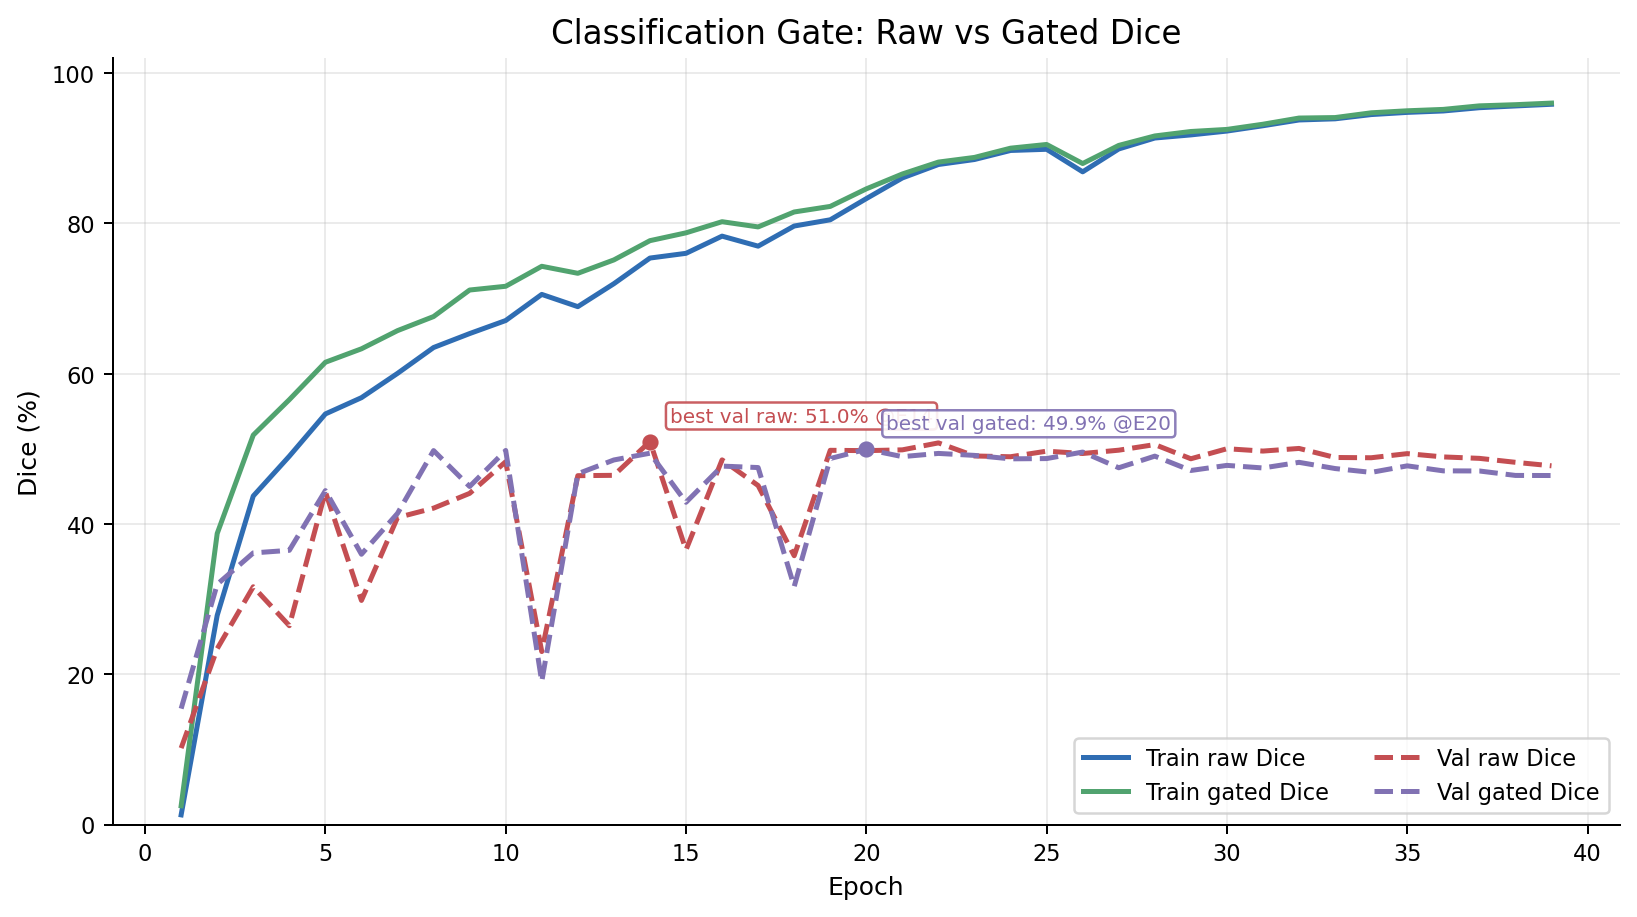 Classification Gate: Raw vs Gated Dice
Dice (%)
100
80
60
40
20
0
best val raw: 51.0%
best val gated: 49.9% @E20
Train raw Dice
Train gated Dice
Val raw Dice
Val gated Dice
0 5 10 15 20 25 30 35 40
Epoch